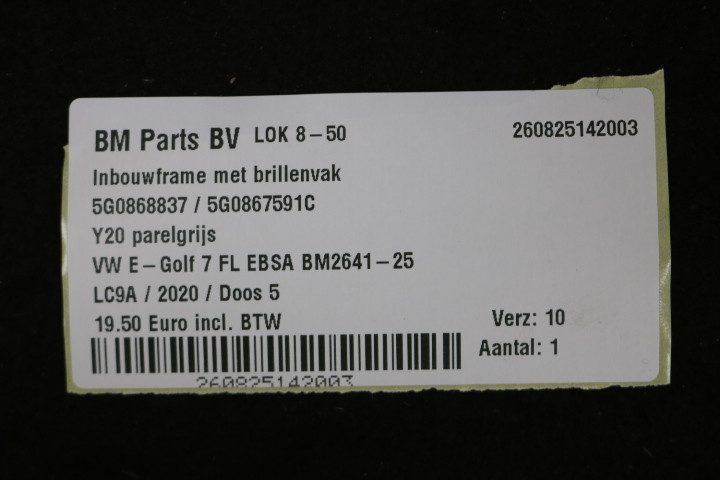 BM Parts BV LOK 8-50 260825142003
Inbouwframe met brillenvak
5G0868837 / 5G0867591C
Y20 parelgrijs
VW E-Golf 7 FL EBSA BM2641-25
LC9A / 2020 / Doos 5
19.50 Euro incl. BTW Verz: 10
Aantal: 1
260825142003